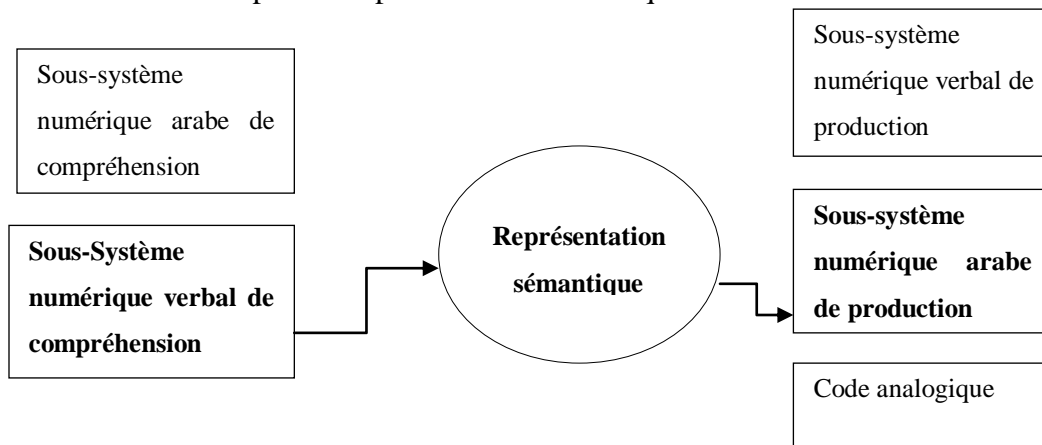 Sous-système
numérique arabe de
compréhension
Sous-Système
numérique verbal de
compréhension
Représentation
sémantique
Sous-système
numérique verbal de
production
Sous-système
numérique arabe
de production
Code analogique